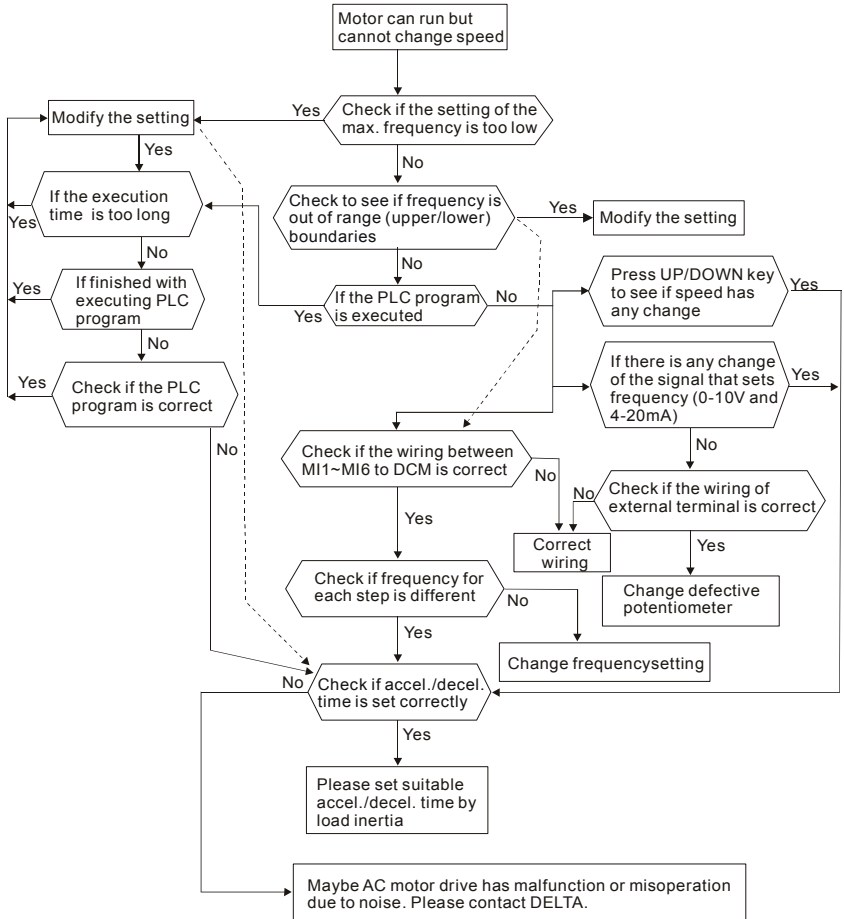 Motor can run but
cannot change speed
Yes
Check if the setting of the
max. frequency is too low
Modify the setting
Yes
No
If the execution
time is too long
Yes
Check to see if frequency is
out of range (upper/lower)
boundaries
Yes
Modify the setting
No
No
If finished with
executing PLC
program
Yes
If the PLC program
is executed
Yes
No
Press UP/DOWN key
to see if speed has
any change
Yes
No
Check if the PLC
program is correct
Yes
No
If there is any change
of the signal that sets
frequency (0-10V and
4-20mA)
Yes
No
Check if the wiring between
MI1~MI6 to DCM is correct
No
Yes
Check if the wiring of
external terminal is correct
No
Yes
Correct
wiring
Change defective
potentiometer
Check if frequency for
each step is different
No
Yes
Change frequencysetting
Check if accel./decel.
time is set correctly
No
Yes
Please set suitable
accel./decel. time by
load inertia
Maybe AC motor drive has malfunction or misoperation
due to noise. Please contact DELTA.